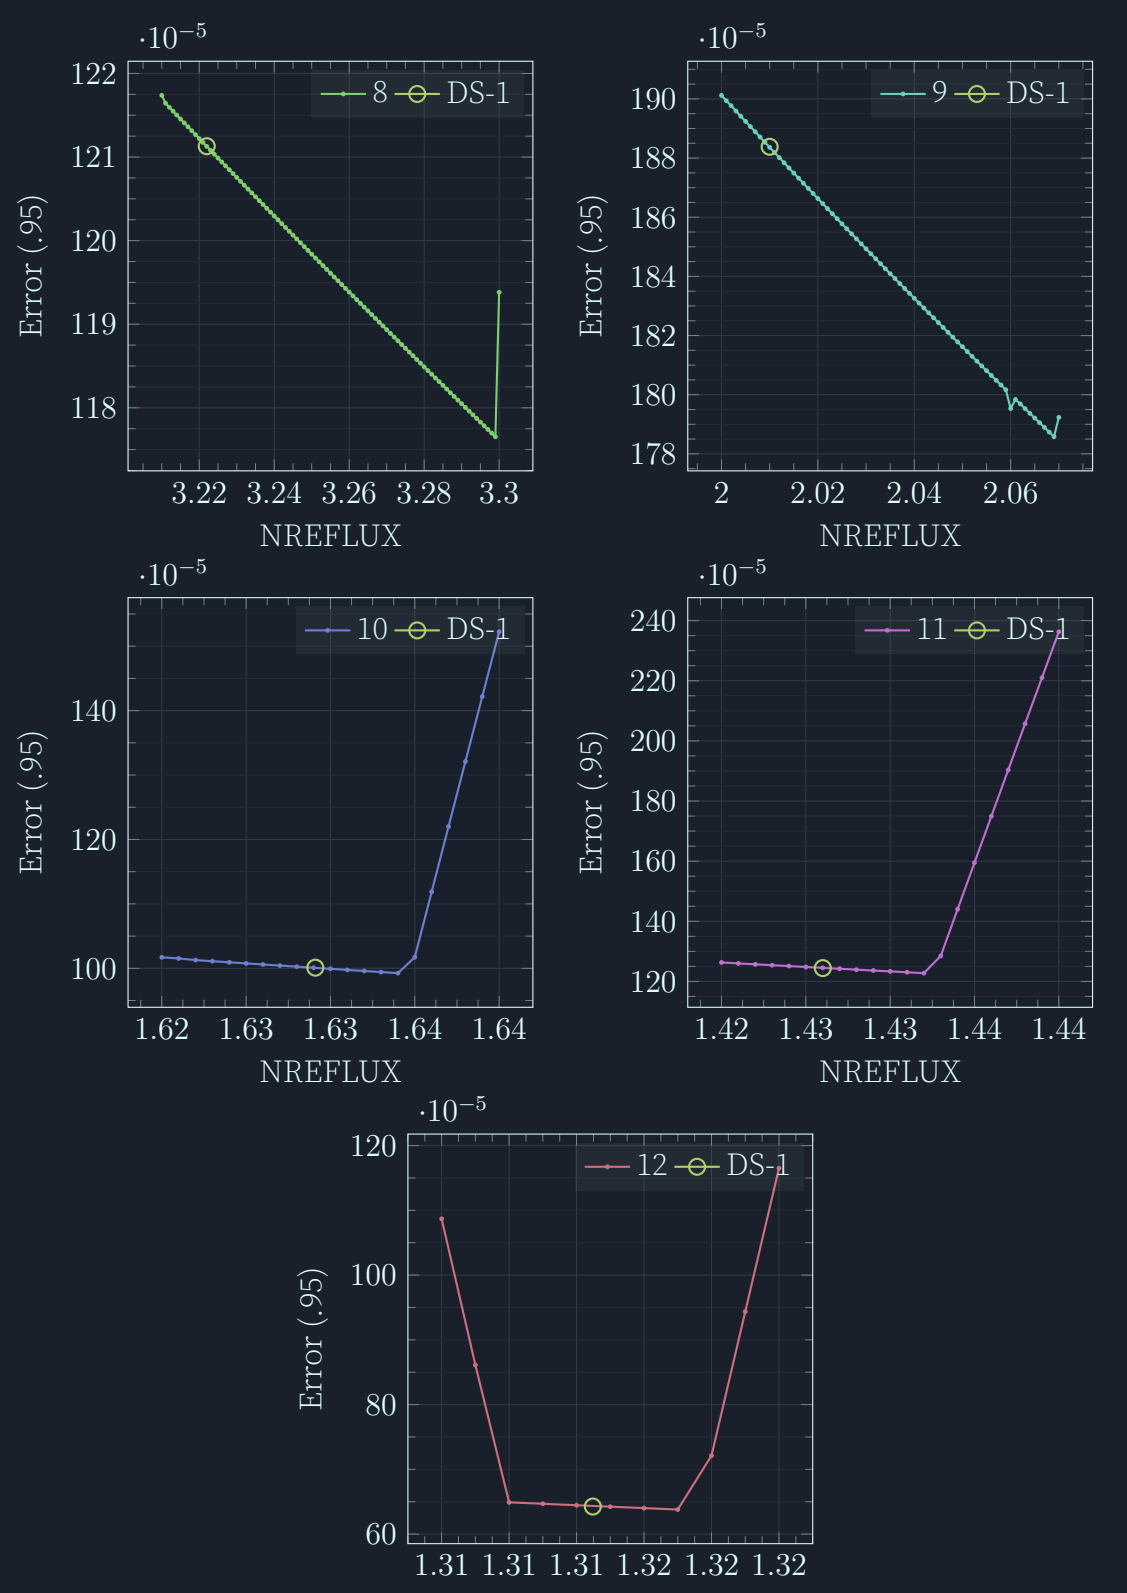 ·10⁻⁵ ·10⁻⁵
8 DS-1
9 DS-1
122
121
120
119
118
Error (.95)
3.22 3.24 3.26 3.28 3.3
NREFLUX
190
188
186
184
182
180
178
Error (.95)
2 2.02 2.04 2.06
NREFLUX
·10⁻⁵ ·10⁻⁵
10 DS-1
11 DS-1
140
120
100
Error (.95)
1.62 1.63 1.63 1.64 1.64
NREFLUX
240
220
200
180
160
140
120
Error (.95)
1.42 1.43 1.43 1.44 1.44
NREFLUX
·10⁻⁵
12 DS-1
120
100
80
60
Error (.95)
1.31 1.31 1.31 1.32 1.32 1.32